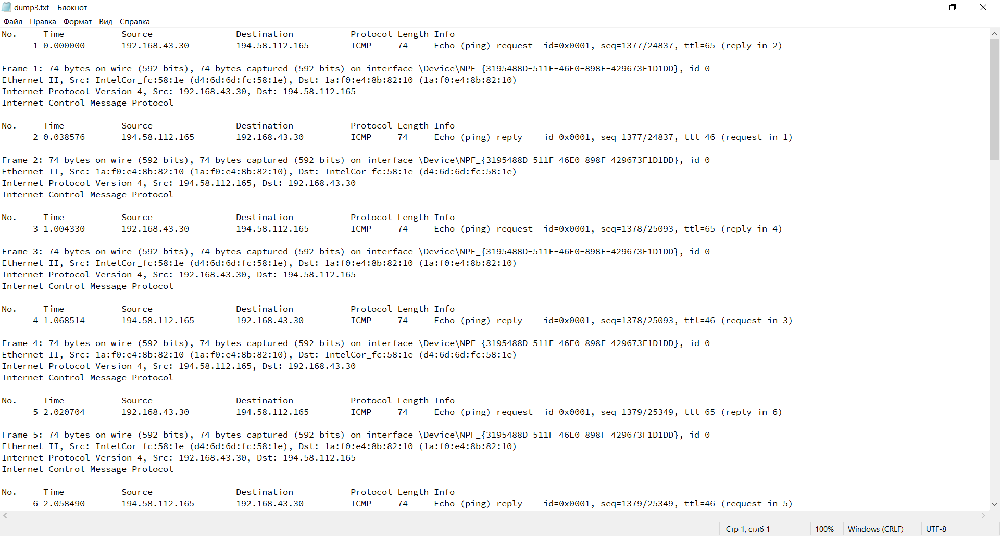 dump3.txt – Блокнот
Файл Правка Формат Вид Справка
No. Time Source Destination Protocol Length Info
1 0.000000 192.168.43.30 194.58.112.165 ICMP 74 Echo (ping) request id=0x0001, seq=1377/24837, ttl=65 (reply in 2)
Frame 1: 74 bytes on wire (592 bits), 74 bytes captured (592 bits) on interface \Device\NPF_{3195488D-511F-46E0-898F-429673F1D1DD}, id 0
Ethernet II, Src: IntelCor_fc:58:1e (d4:6d:6d:fc:58:1e), Dst: 1a:f0:e4:8b:82:10 (1a:f0:e4:8b:82:10)
Internet Protocol Version 4, Src: 192.168.43.30, Dst: 194.58.112.165
Internet Control Message Protocol
No. Time Source Destination Protocol Length Info
2 0.038576 194.58.112.165 192.168.43.30 ICMP 74 Echo (ping) reply id=0x0001, seq=1377/24837, ttl=46 (request in 1)
Frame 2: 74 bytes on wire (592 bits), 74 bytes captured (592 bits) on interface \Device\NPF_{3195488D-511F-46E0-898F-429673F1D1DD}, id 0
Ethernet II, Src: 1a:f0:e4:8b:82:10 (1a:f0:e4:8b:82:10), Dst: IntelCor_fc:58:1e (d4:6d:6d:fc:58:1e)
Internet Protocol Version 4, Src: 194.58.112.165, Dst: 192.168.43.30
Internet Control Message Protocol
No. Time Source Destination Protocol Length Info
3 1.004330 192.168.43.30 194.58.112.165 ICMP 74 Echo (ping) request id=0x0001, seq=1378/25093, ttl=65 (reply in 4)
Frame 3: 74 bytes on wire (592 bits), 74 bytes captured (592 bits) on interface \Device\NPF_{3195488D-511F-46E0-898F-429673F1D1DD}, id 0
Ethernet II, Src: IntelCor_fc:58:1e (d4:6d:6d:fc:58:1e), Dst: 1a:f0:e4:8b:82:10 (1a:f0:e4:8b:82:10)
Internet Protocol Version 4, Src: 192.168.43.30, Dst: 194.58.112.165
Internet Control Message Protocol
No. Time Source Destination Protocol Length Info
4 1.068514 194.58.112.165 192.168.43.30 ICMP 74 Echo (ping) reply id=0x0001, seq=1378/25093, ttl=46 (request in 3)
Frame 4: 74 bytes on wire (592 bits), 74 bytes captured (592 bits) on interface \Device\NPF_{3195488D-511F-46E0-898F-429673F1D1DD}, id 0
Ethernet II, Src: 1a:f0:e4:8b:82:10 (1a:f0:e4:8b:82:10), Dst: IntelCor_fc:58:1e (d4:6d:6d:fc:58:1e)
Internet Protocol Version 4, Src: 194.58.112.165, Dst: 192.168.43.30
Internet Control Message Protocol
No. Time Source Destination Protocol Length Info
5 2.020704 192.168.43.30 194.58.112.165 ICMP 74 Echo (ping) request id=0x0001, seq=1379/25349, ttl=65 (reply in 6)
Frame 5: 74 bytes on wire (592 bits), 74 bytes captured (592 bits) on interface \Device\NPF_{3195488D-511F-46E0-898F-429673F1D1DD}, id 0
Ethernet II, Src: IntelCor_fc:58:1e (d4:6d:6d:fc:58:1e), Dst: 1a:f0:e4:8b:82:10 (1a:f0:e4:8b:82:10)
Internet Protocol Version 4, Src: 192.168.43.30, Dst: 194.58.112.165
Internet Control Message Protocol
No. Time Source Destination Protocol Length Info
6 2.058490 194.58.112.165 192.168.43.30 ICMP 74 Echo (ping) reply id=0x0001, seq=1379/25349, ttl=46 (request in 5)
Стр 1, стлб 1 100% Windows (CRLF) UTF-8